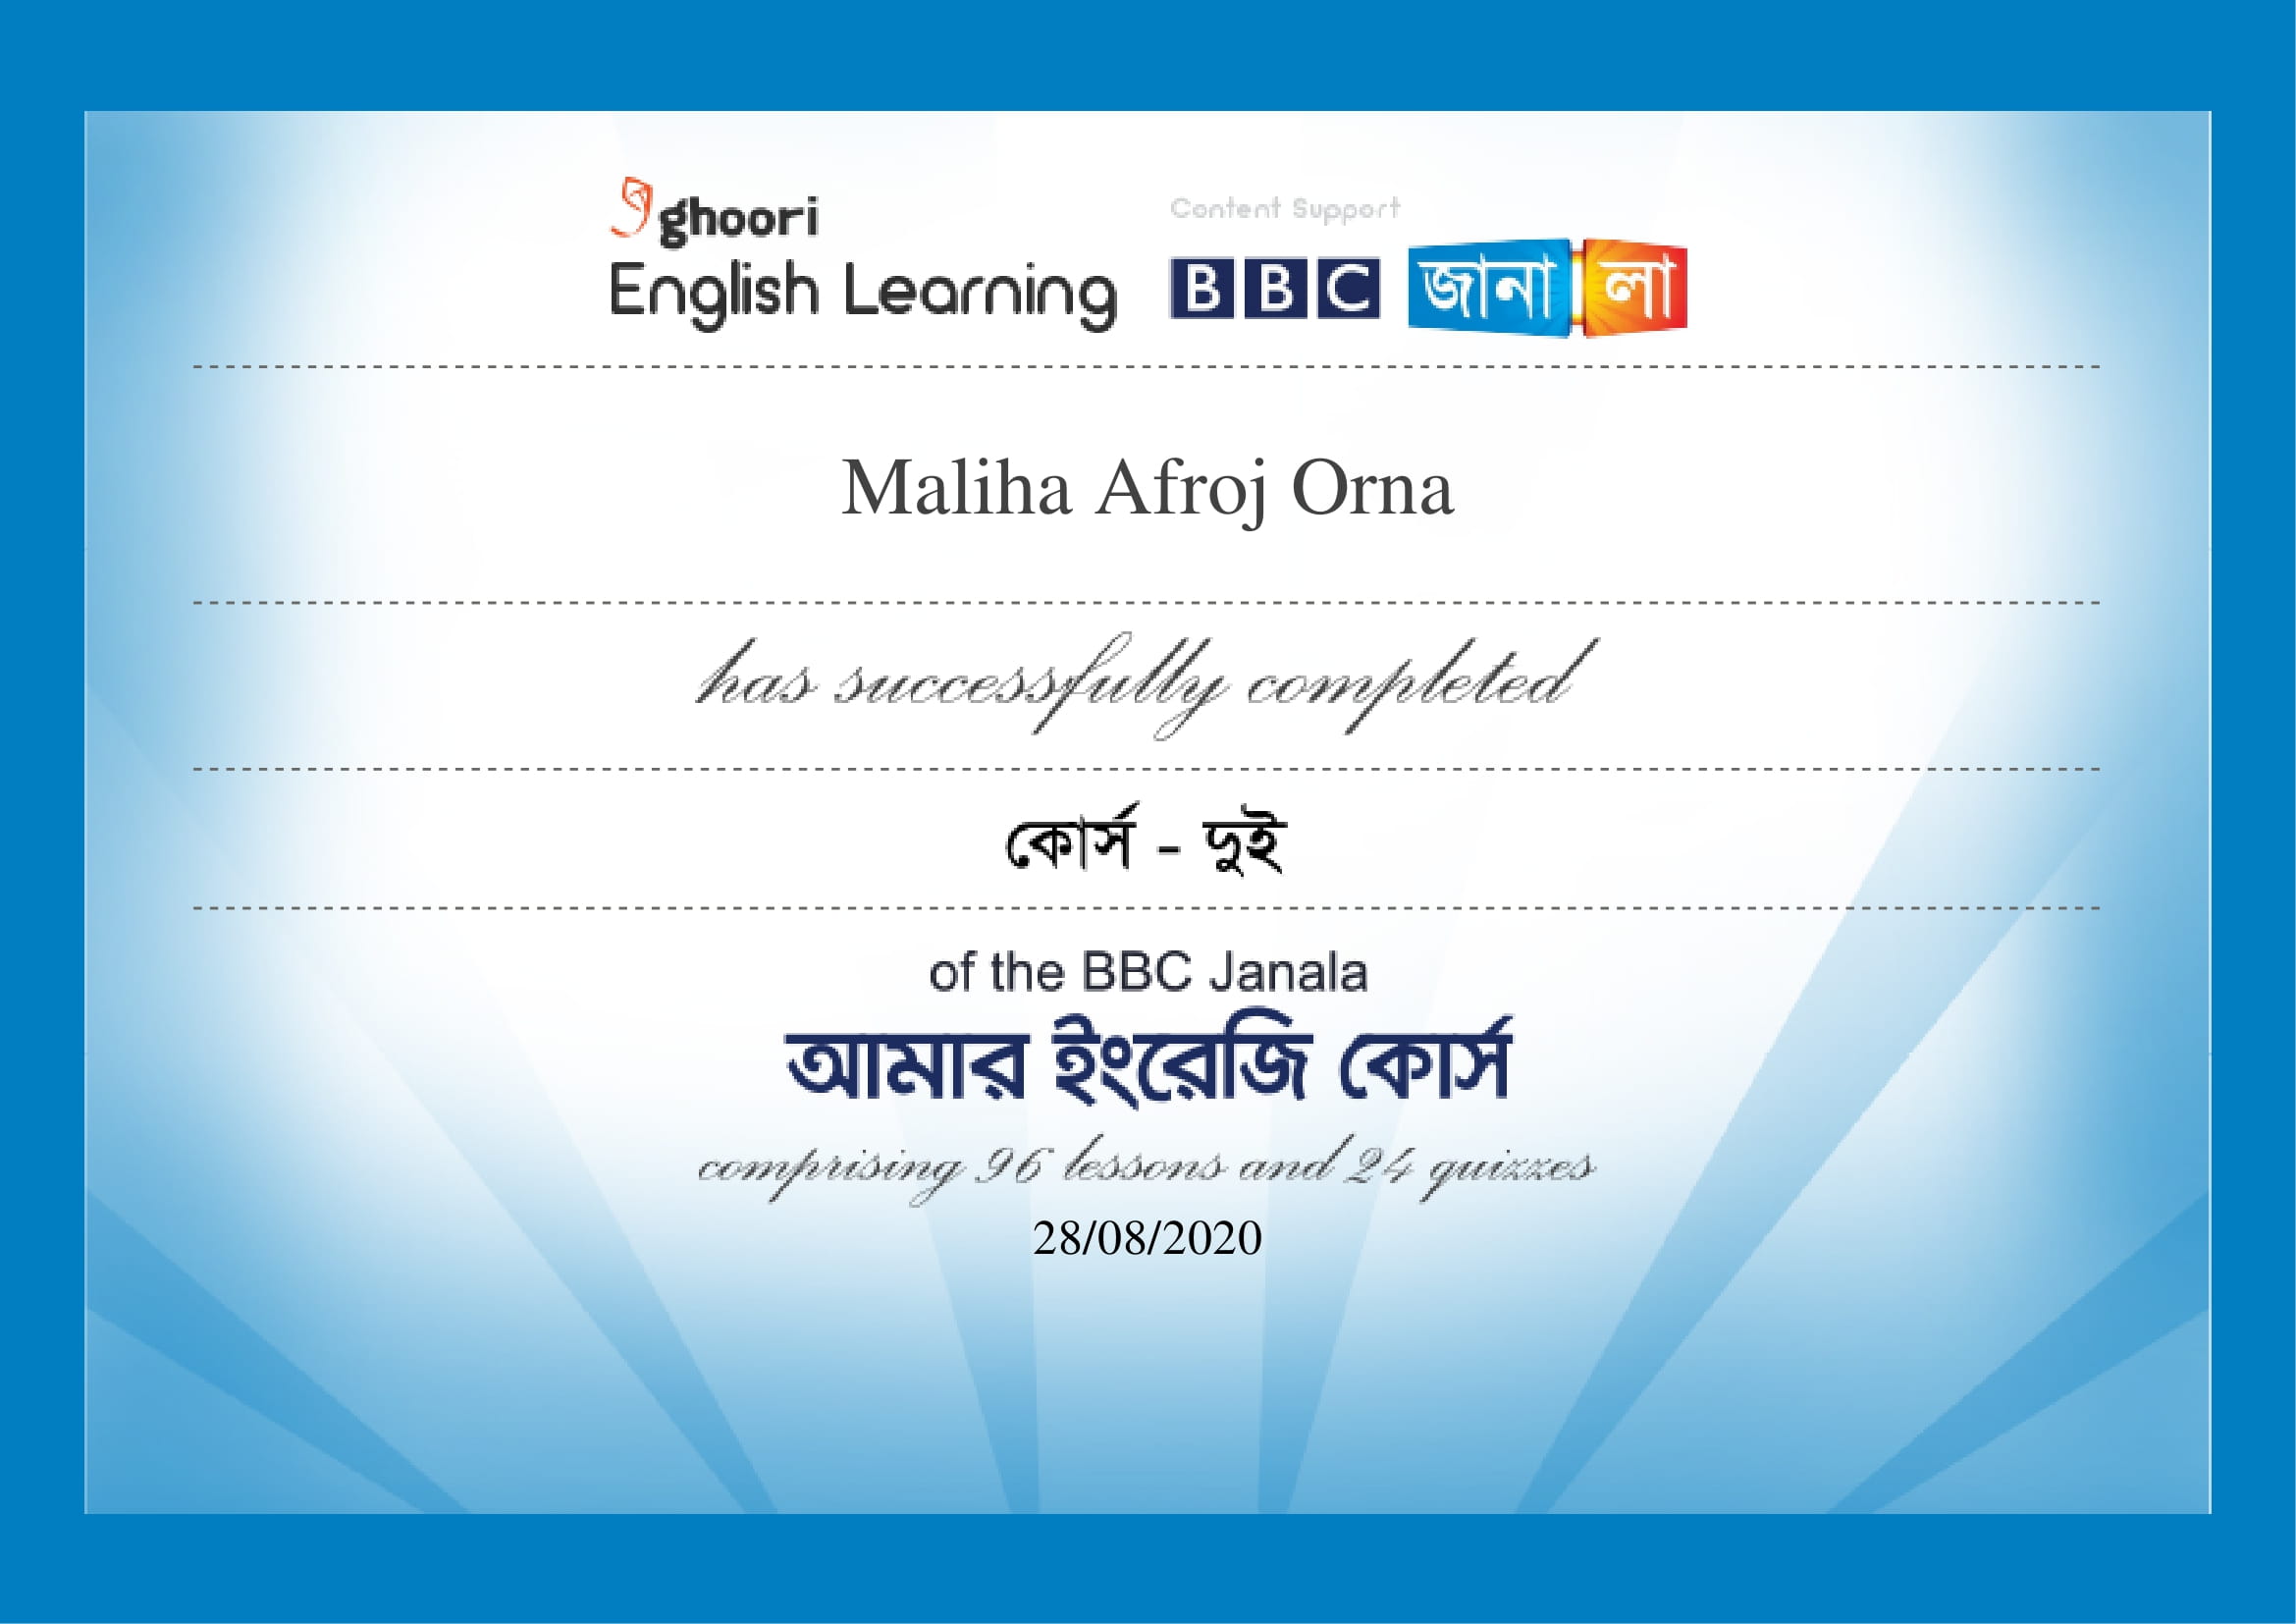 ghoori
English Learning
Content Support
BBC জানালা
Maliha Afroj Orna
has successfully completed
কোর্স - দুই
of the BBC Janala
আমার ইংরেজি কোর্স
comprising 96 lessons and 24 quizzes
28/08/2020